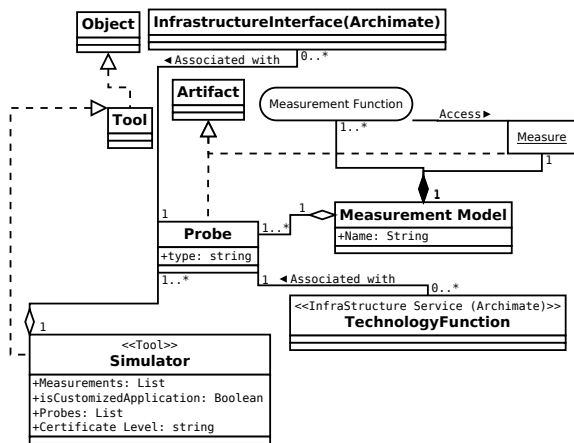 InfrastructureInterface(Archimate)
Object
◄ Associated with
0..*
Artifact
Measurement Function
Tool
Access►
1..*
Measure
1
1
1
1
Measurement Model
Probe
1..*
+Name: String
+type: string
1..*
1
◄ Associated with
0..*
<<InfraStructure Service (Archimate)>>
TechnologyFunction
1
<<Tool>>
Simulator
+Measurements: List
+isCustomizedApplication: Boolean
+Probes: List
+Certificate Level: string